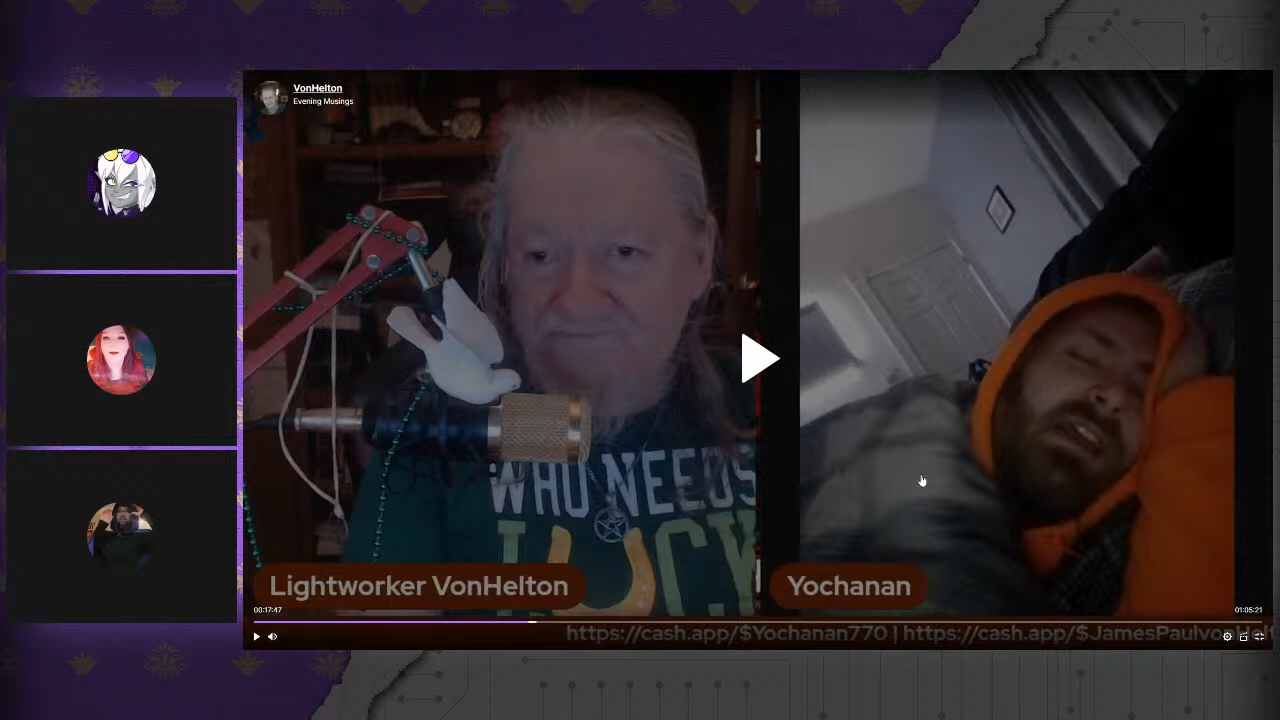 VonHelton
Evening Musings
WHO NEEDS
LUCK
Lightworker VonHelton
Yochanan
00:17:47
01:05:21
https://cash.app/$Yochanan770 | https://cash.app/$JamesPaulvonHelt